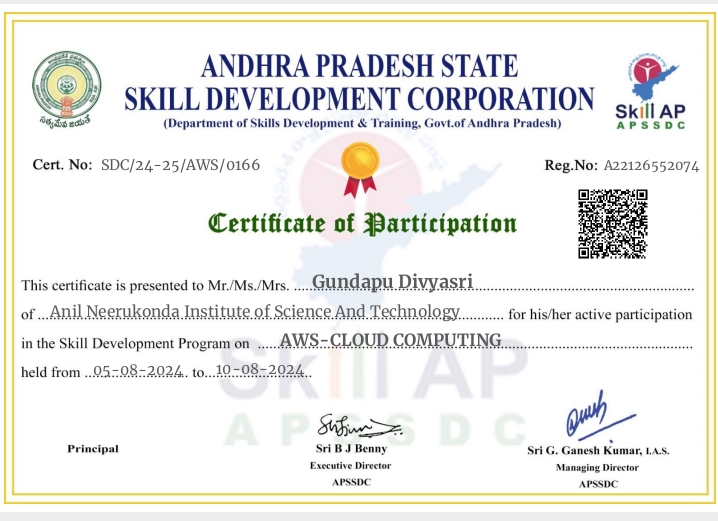 ANDHRA PRADESH STATE
SKILL DEVELOPMENT CORPORATION
(Department of Skills Development & Training, Govt.of Andhra Pradesh)
సత్యమేవ జయతే
Skill AP
APSSDC
Cert. No: SDC/24-25/AWS/0166
Reg.No: A22126552074
Certificate of Participation
This certificate is presented to Mr./Ms./Mrs. Gundapu Divyasri
of Anil Neerukonda Institute of Science And Technology for his/her active participation
in the Skill Development Program on AWS-CLOUD COMPUTING
held from 05-08-2024 to 10-08-2024
Skill AP
APSSDC
Principal
Sri B J Benny
Executive Director
APSSDC
Sri G. Ganesh Kumar, I.A.S.
Managing Director
APSSDC